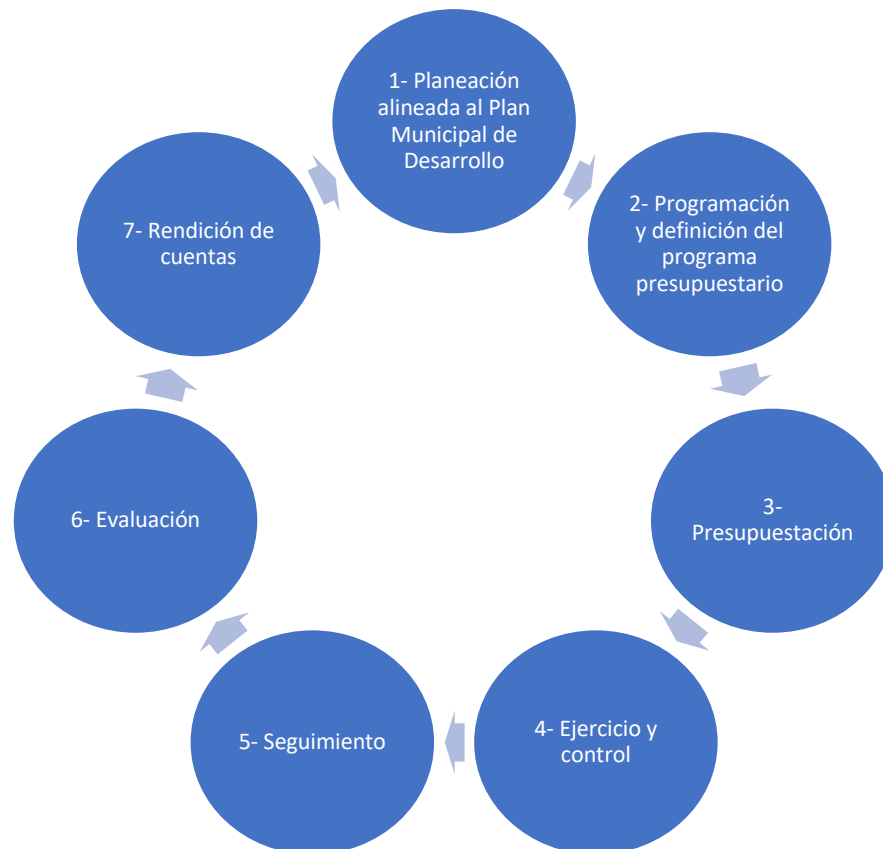 1- Planeación
alineada al Plan
Municipal de
Desarrollo
2- Programación
y definición del
programa
presupuestario
3-
Presupuestación
4- Ejercicio y
control
5- Seguimiento
6- Evaluación
7- Rendición de
cuentas